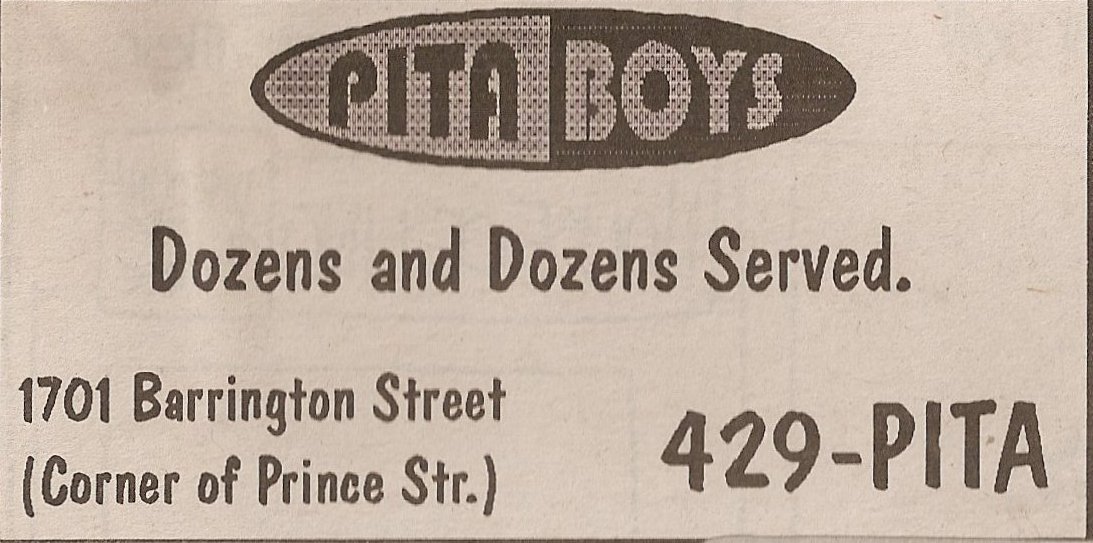 PITA BOYS
Dozens and Dozens Served.
1701 Barrington Street
(Corner of Prince Str.)
429-PITA